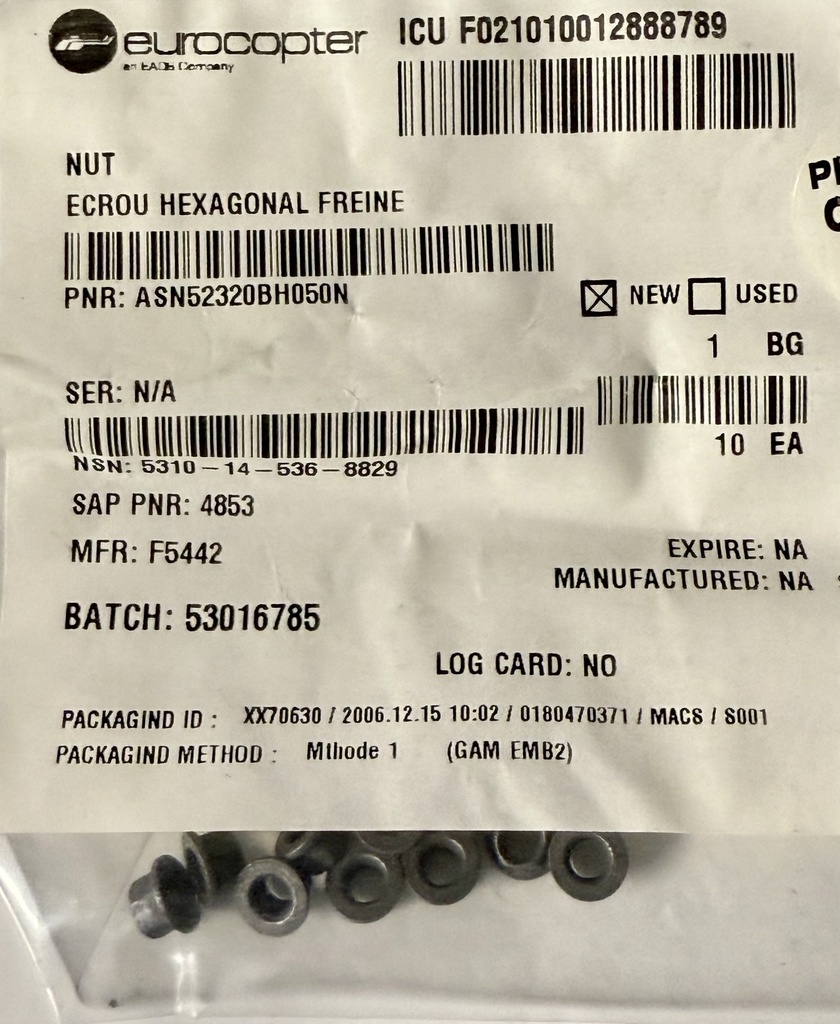 eurocopter
an EADS Company
ICU F021010012888789
NUT
ECROU HEXAGONAL FREINE
PNR: ASN52320BH050N
NEW USED
1 BG
SER: N/A
10 EA
NSN: 5310-14-536-8829
SAP PNR: 4853
MFR: F5442
EXPIRE: NA
MANUFACTURED: NA
BATCH: 53016785
LOG CARD: NO
PACKAGIND ID : XX70630 / 2006.12.15 10:02 / 0180470371 / MACS / S001
PACKAGIND METHOD : Mthode 1 (GAM EMB2)